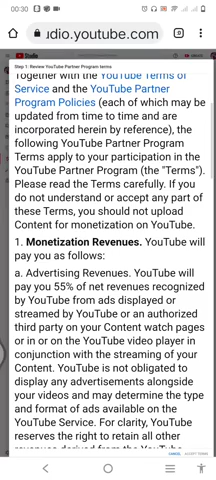 00:30
udio.youtube.com
Step 1: Review YouTube Partner Program terms
Together with the YouTube Terms of
Service and the YouTube Partner
Program Policies (each of which may be
updated from time to time and are
incorporated herein by reference), the
following YouTube Partner Program
Terms apply to your participation in the
YouTube Partner Program (the "Terms").
Please read the Terms carefully. If you
do not understand or accept any part of
these Terms, you should not upload
Content for monetization on YouTube.
1. Monetization Revenues. YouTube will
pay you as follows:
a. Advertising Revenues. YouTube will
pay you 55% of net revenues recognized
by YouTube from ads displayed or
streamed by YouTube or an authorized
third party on your Content watch pages
or in or on the YouTube video player in
conjunction with the streaming of your
Content. YouTube is not obligated to
display any advertisements alongside
your videos and may determine the type
and format of ads available on the
YouTube Service. For clarity, YouTube
reserves the right to retain all other
revenues derived from the YouTube
CANCEL ACCEPT TERMS